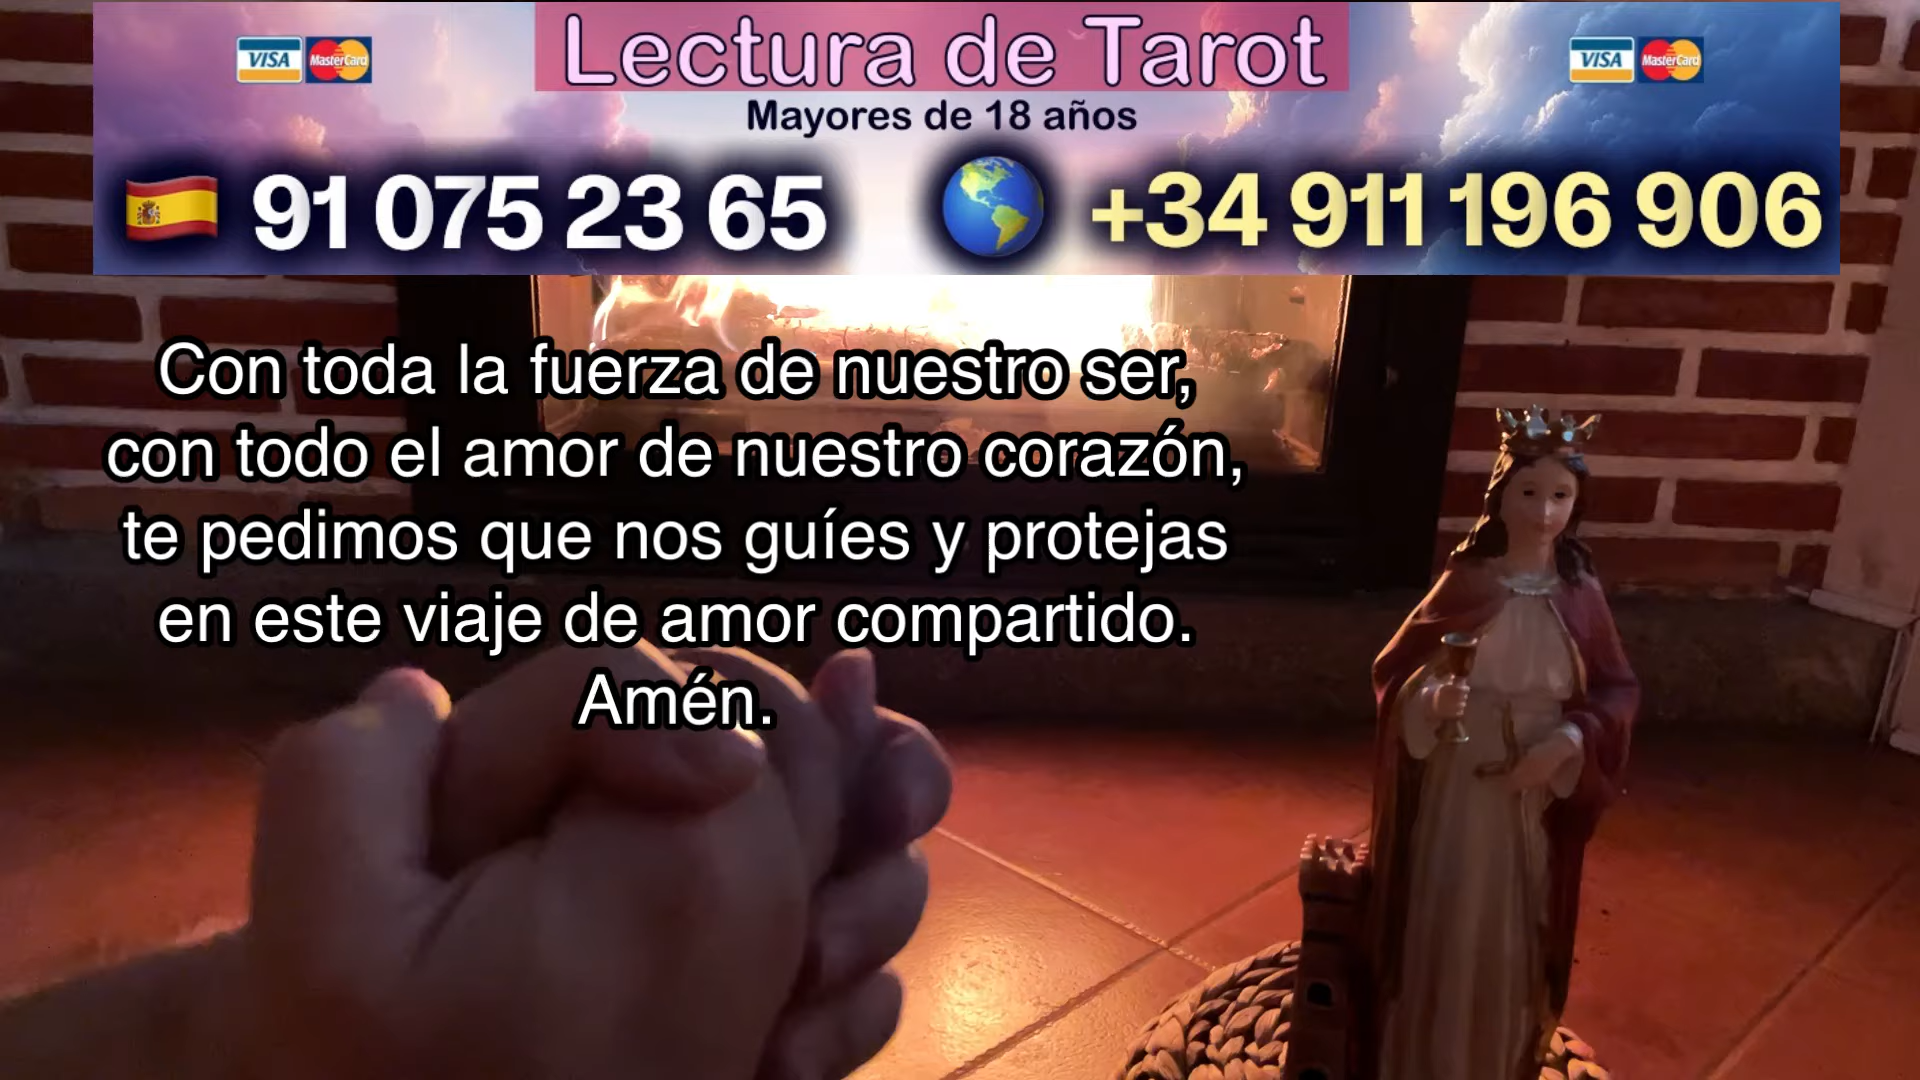 Lectura de Tarot
VISA MasterCard
VISA MasterCard
Mayores de 18 años
91 075 23 65
+34 911 196 906
Con toda la fuerza de nuestro ser,
con todo el amor de nuestro corazón,
te pedimos que nos guíes y protejas
en este viaje de amor compartido.
Amén.